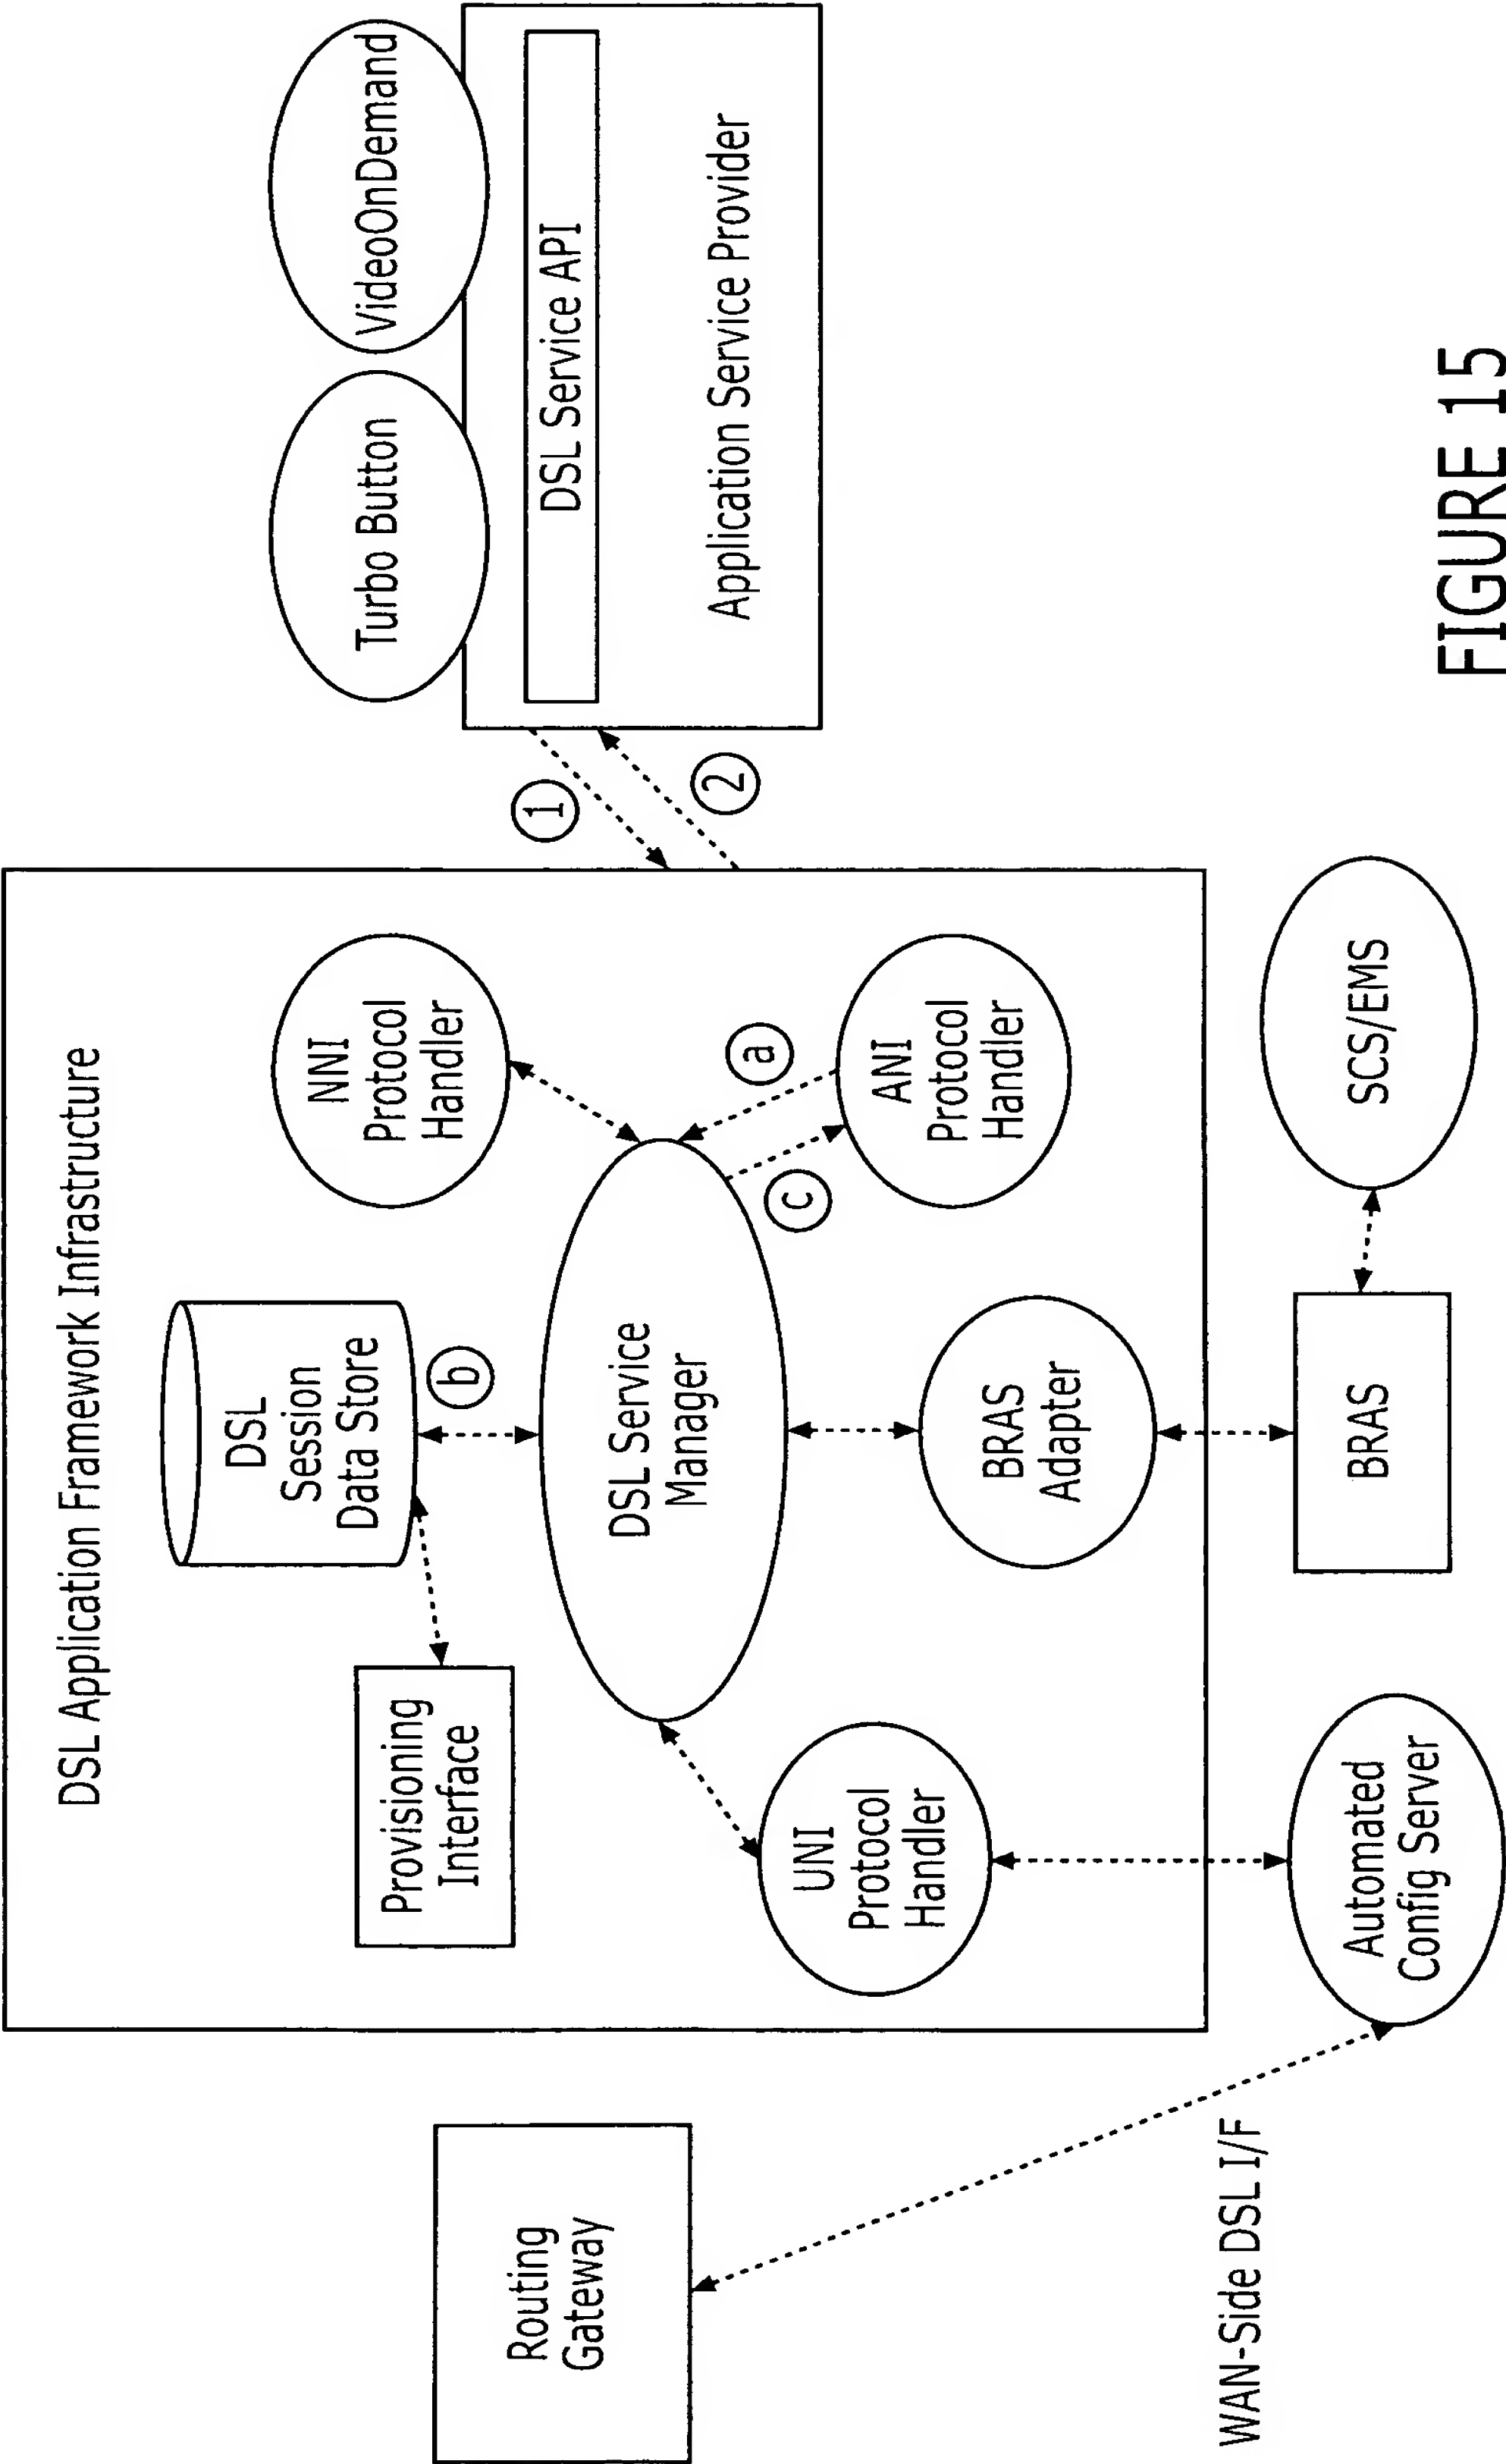 DSL Application Framework Infrastructure
Routing
Gateway
Provisioning
Interface
DSL
Session
Data Store
b
NNI
Protocol
Handler
DSL Service
Manager
UNI
Protocol
Handler
BRAS
Adapter
c
a
ANI
Protocol
Handler
1
2
Turbo Button
VideoOnDemand
DSL Service API
Application Service Provider
WAN-Side DSL I/F
Automated
Config Server
BRAS
SCS/EMS
FIGURE 15